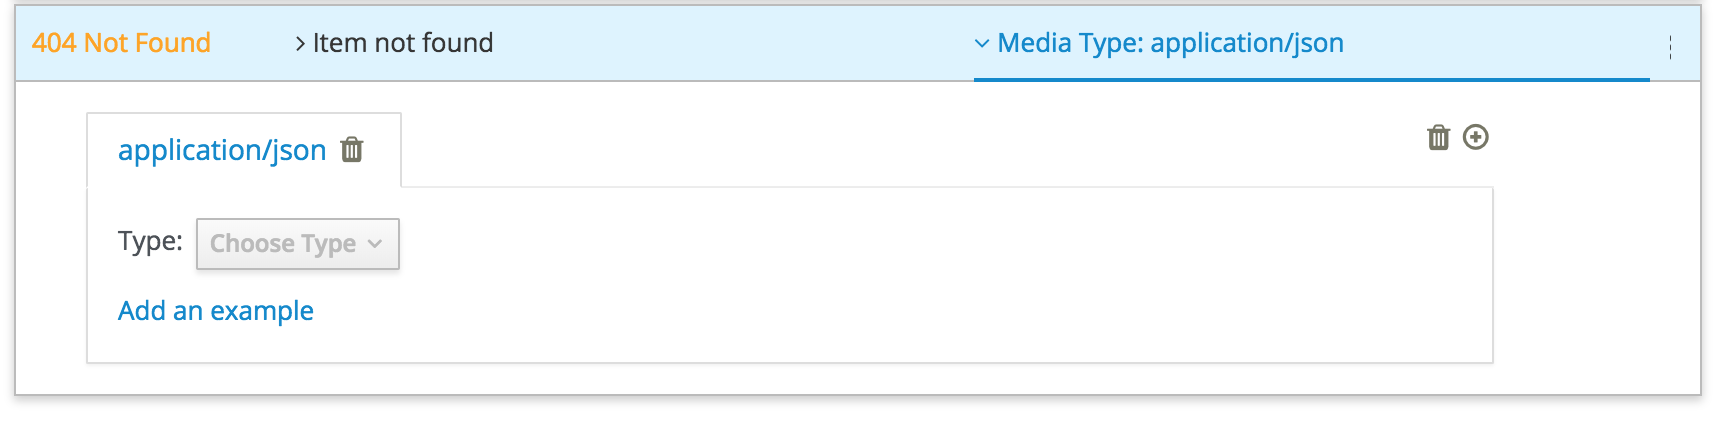 404 Not Found Item not found Media Type: application/json
application/json
Type: Choose Type
Add an example